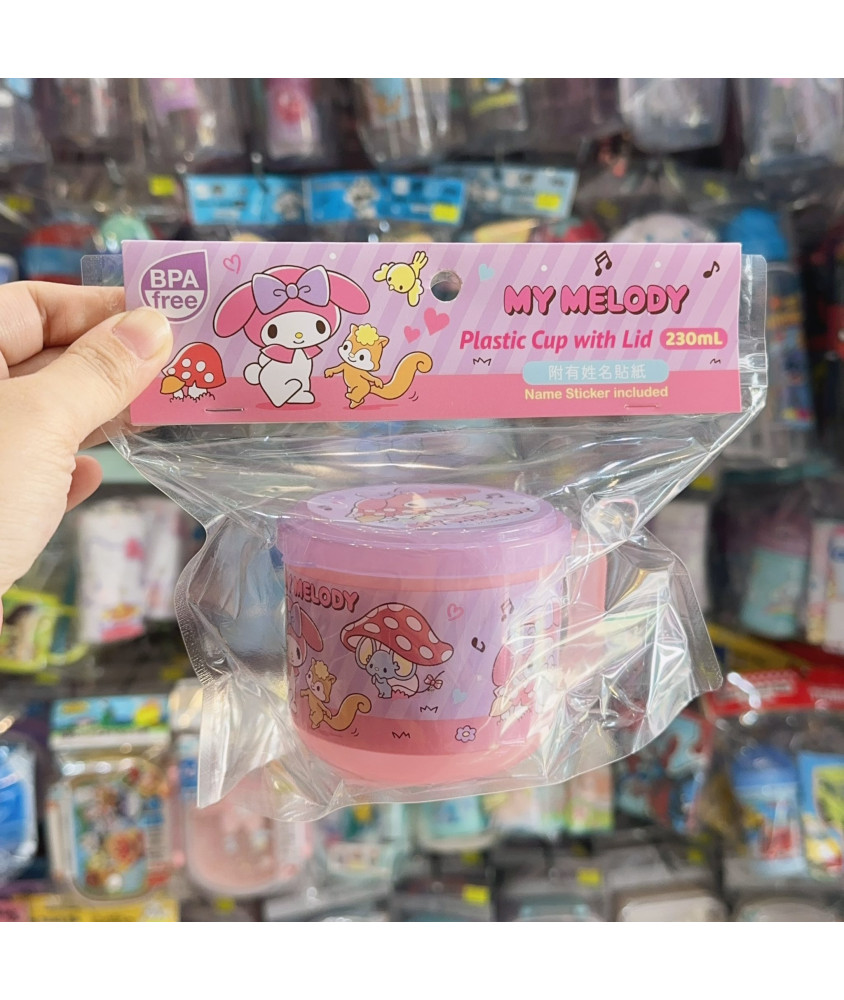 BPA
free
MY MELODY
Plastic Cup with Lid 230mL
附有姓名貼紙
Name Sticker included
MY MELODY